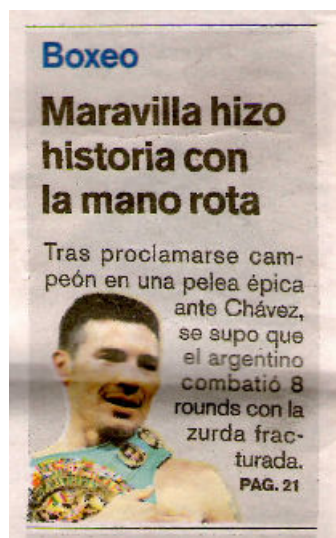 Boxeo
Maravilla hizo
historia con
la mano rota
Tras proclamarse cam-
peón en una pelea épica
ante Chávez,
se supo que
el argentino
combatió 8
rounds con la
zurda frac-
turada.
PAG. 21